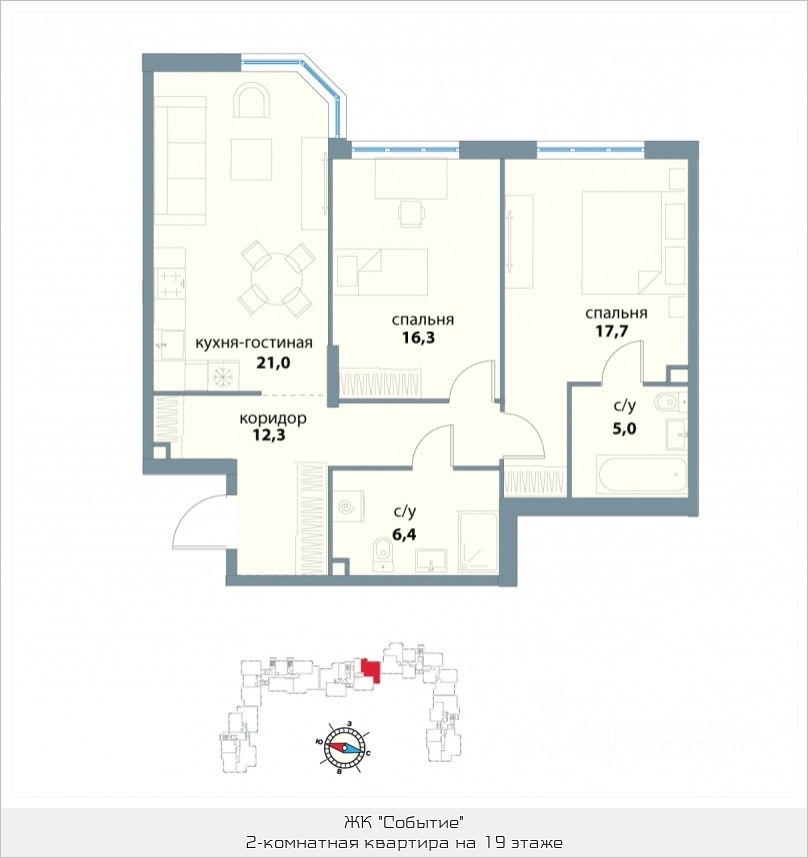 кухня-гостиная
21,0
спальня
16,3
спальня
17,7
коридор
12,3
с/у
5,0
с/у
6,4
З
Ю
С
В
Циан
ЖК "Событие"
2-комнатная квартира на 19 этаже